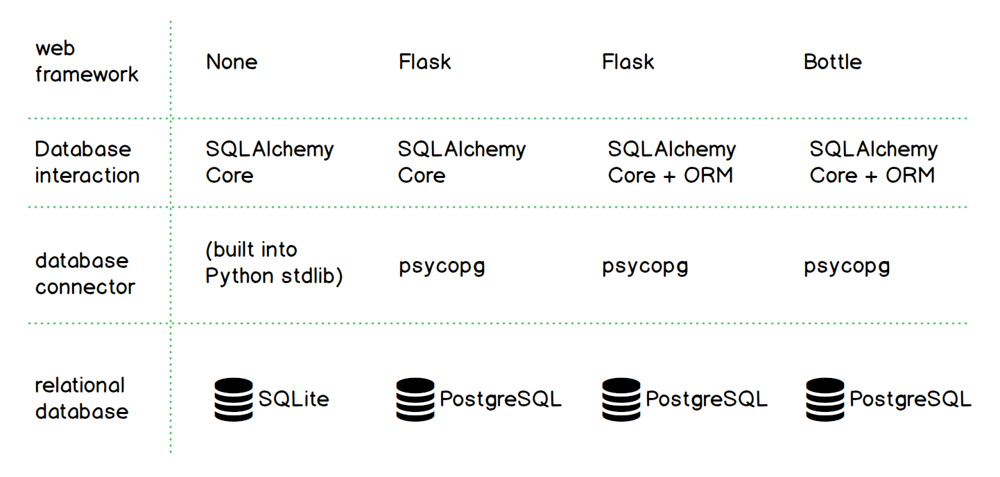 web
framework
None
Flask
Flask
Bottle
Database
interaction
SQLAlchemy
Core
SQLAlchemy
Core
SQLAlchemy
Core + ORM
SQLAlchemy
Core + ORM
database
connector
(built into
Python stdlib)
psycopg
psycopg
psycopg
relational
database
SQLite
PostgreSQL
PostgreSQL
PostgreSQL